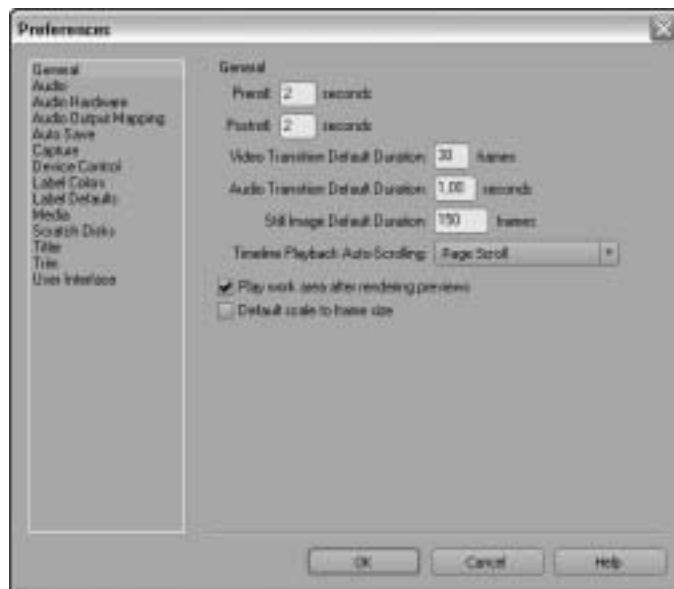 Preferences
General
Audio
Audio Hardware
Audio Output Mapping
Auto Save
Capture
Device Control
Label Colors
Label Defaults
Media
Scratch Disks
Titler
Trim
User Interface
General
Preroll: 2 seconds
Postroll: 2 seconds
Video Transition Default Duration: 30 frames
Audio Transition Default Duration: 1.00 seconds
Still Image Default Duration: 150 frames
Timeline Playback Auto-Scrolling: Page Scroll
Play work area after rendering previews
Default scale to frame size
OK Cancel Help